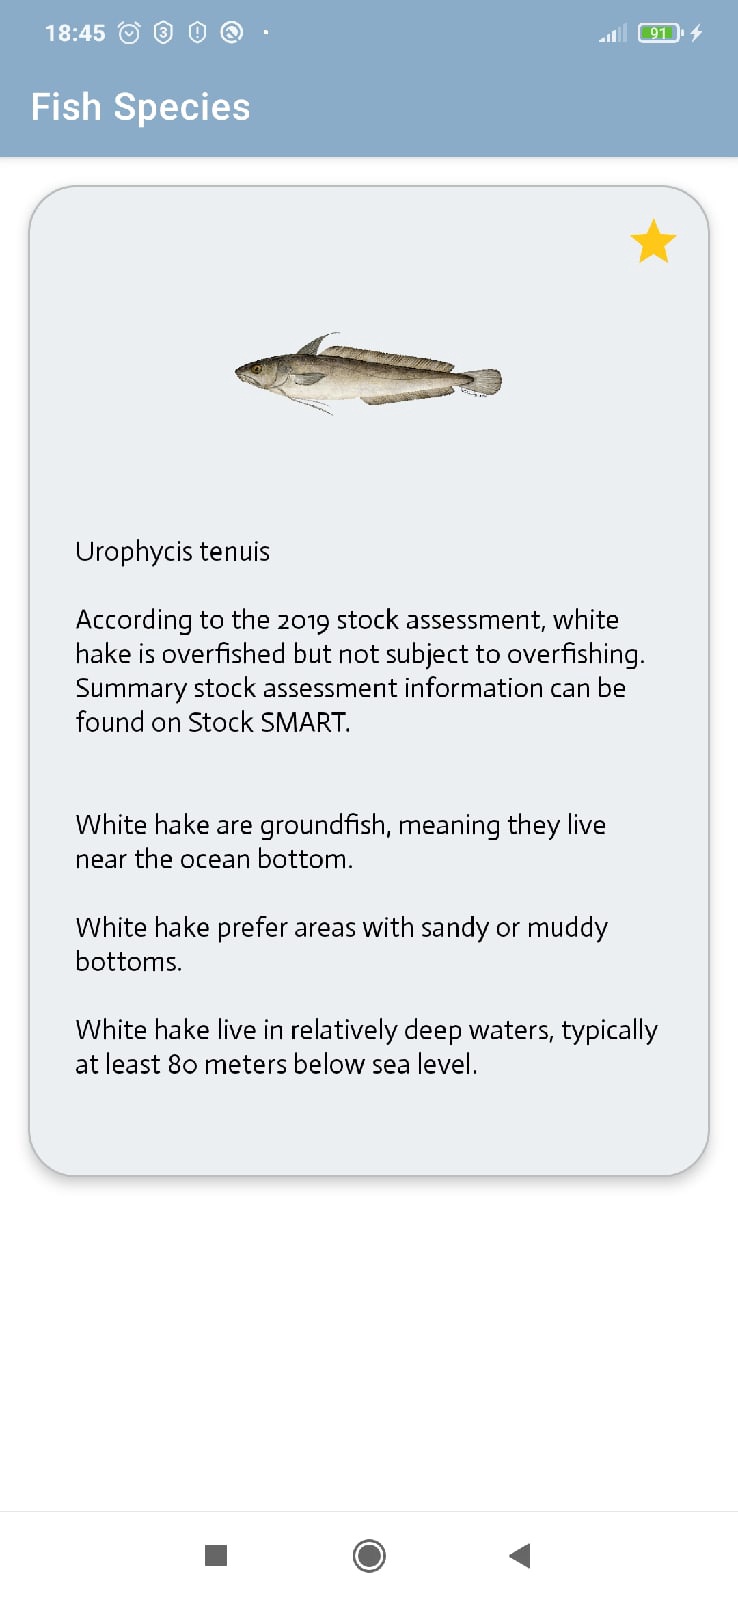 18:45
3
91
Fish Species
Urophycis tenuis
According to the 2019 stock assessment, white
hake is overfished but not subject to overfishing.
Summary stock assessment information can be
found on Stock SMART.
White hake are groundfish, meaning they live
near the ocean bottom.
White hake prefer areas with sandy or muddy
bottoms.
White hake live in relatively deep waters, typically
at least 80 meters below sea level.